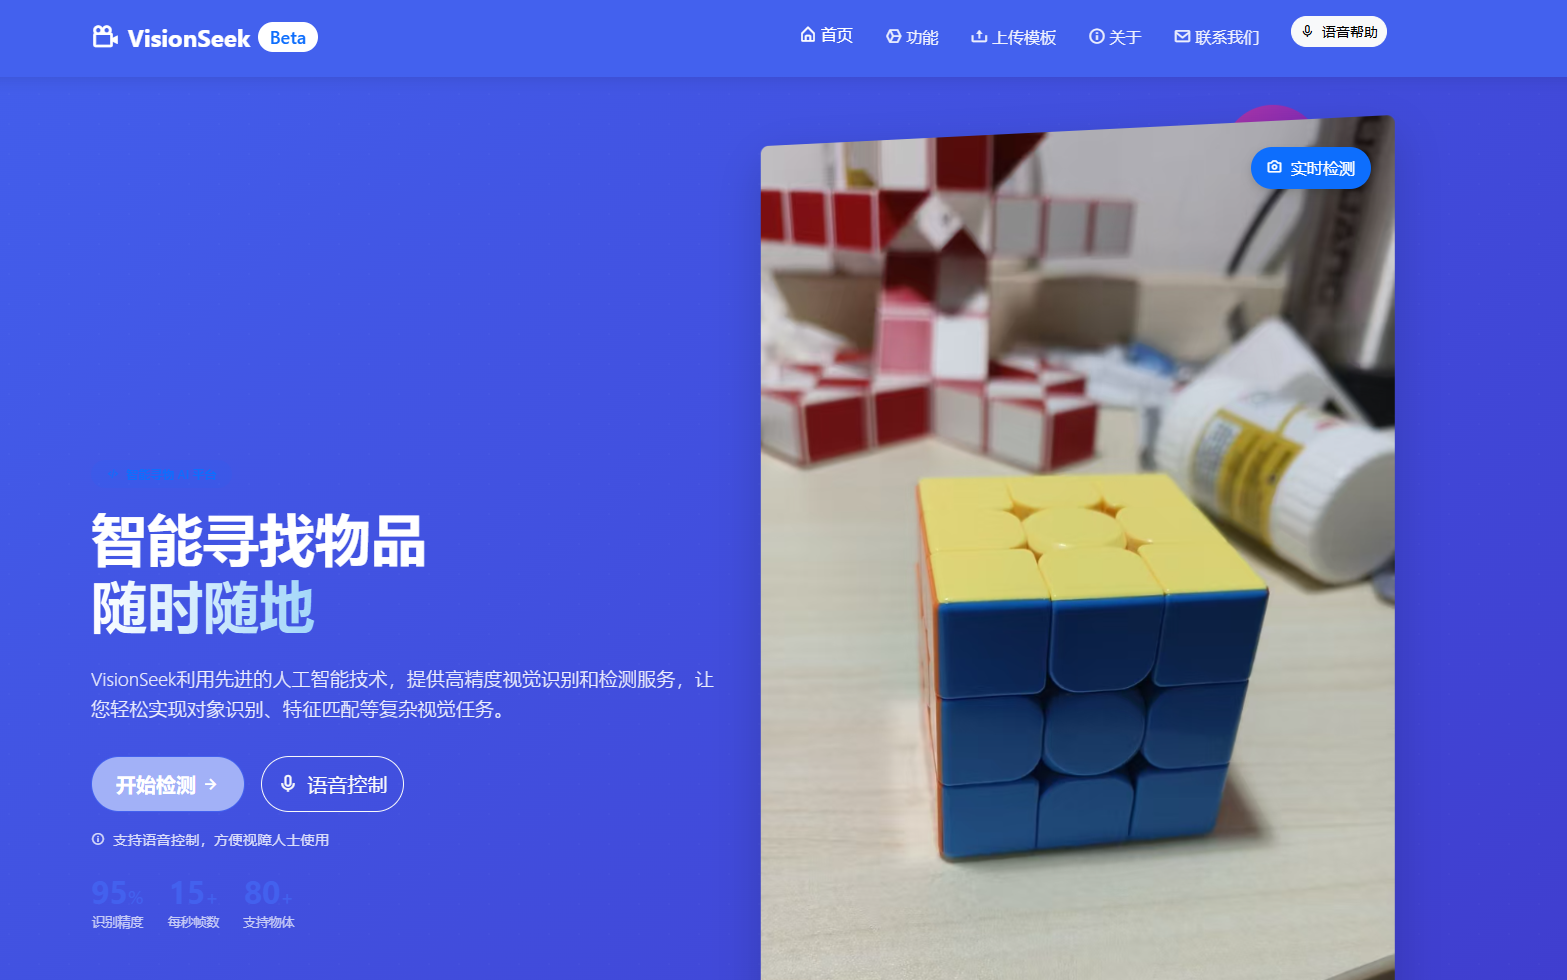 VisionSeek Beta
首页
功能
上传模板
关于
联系我们
语音帮助
实时检测
智能寻找物品
随时随地
VisionSeek利用先进的人工智能技术，提供高精度视觉识别和检测服务，让
您轻松实现对象识别、特征匹配等复杂视觉任务。
开始检测
语音控制
支持语音控制，方便视障人士使用
95% 15+ 80+
识别精度 每秒帧数 支持物体